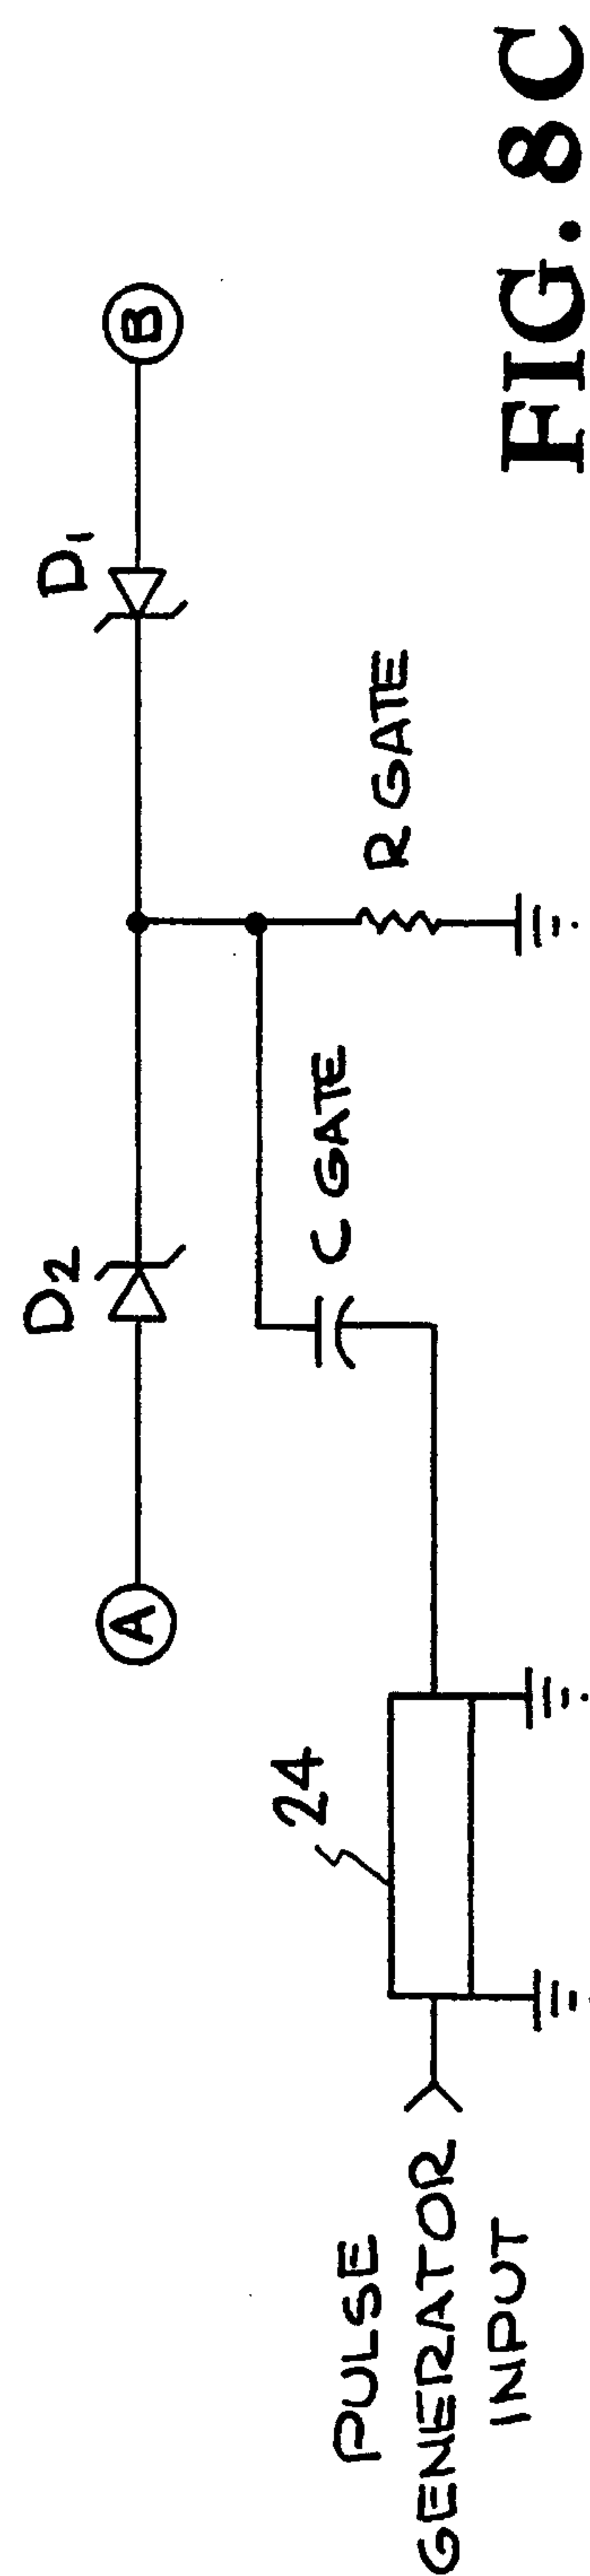 A
D2
D1
B
C GATE
R GATE
24
PULSE
GENERATOR
INPUT
FIG. 8C